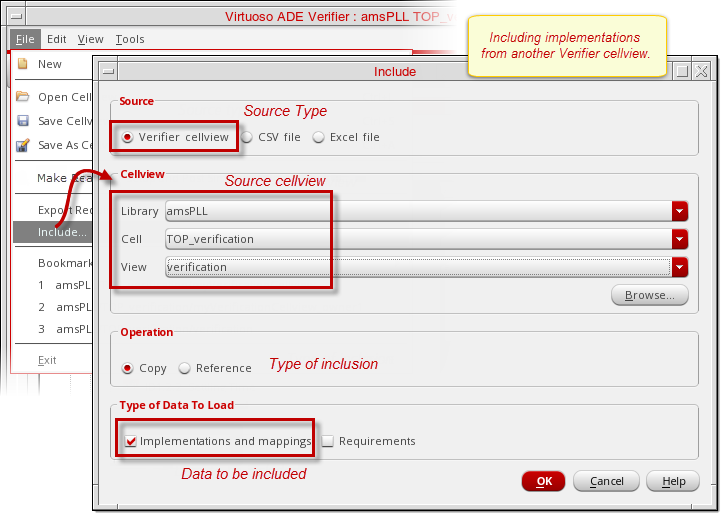 Virtuoso ADE Verifier : amsPLL TOP_v
Including implementations
from another Verifier cellview.
File Edit View Tools
New
Open Cell
Save Cellv
Save As Ce
Make Rea
Export Req
Include...
Bookmark
1 amsPL
2 amsPL
3 amsPL
Exit
Include
Source
Source Type
Verifier cellview CSV file Excel file
Cellview
Source cellview
Library amsPLL
Cell TOP_verification
View verification
Browse...
Operation
Copy Reference Type of inclusion
Type of Data To Load
Implementations and mappings Requirements
Data to be included
OK Cancel Help